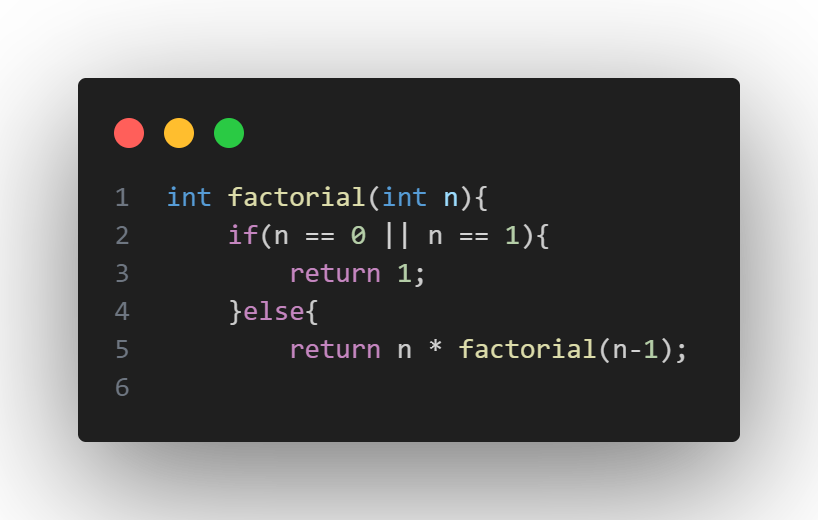 1 int factorial(int n){
2     if(n == 0 || n == 1){
3         return 1;
4     }else{
5         return n * factorial(n-1);
6